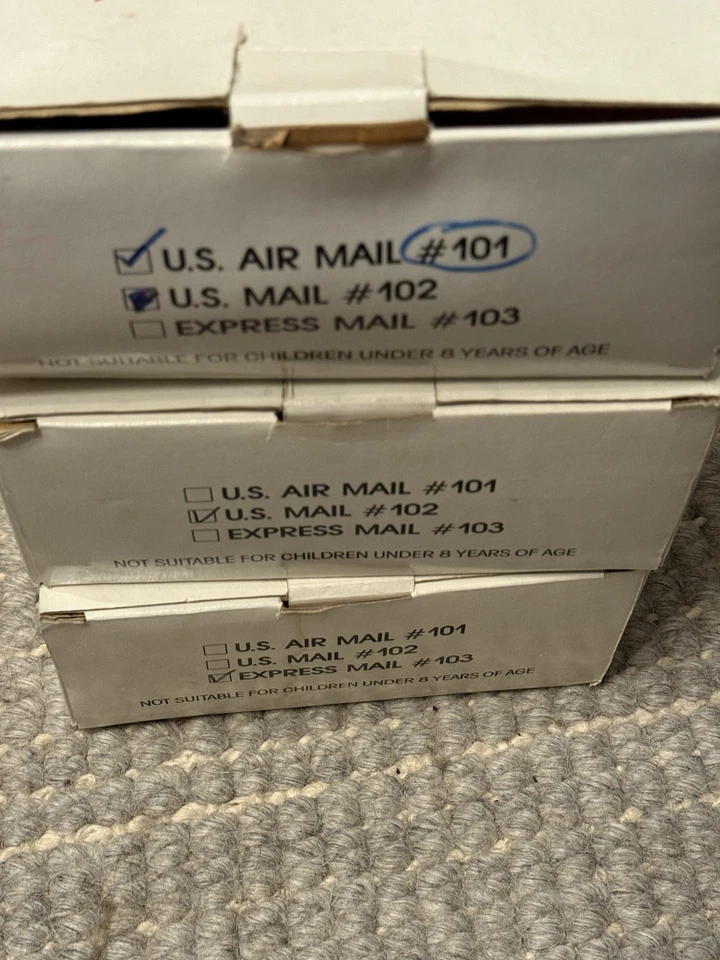 U.S. AIR MAIL #101
U.S. MAIL #102
EXPRESS MAIL #103
NOT SUITABLE FOR CHILDREN UNDER 8 YEARS OF AGE
U.S. AIR MAIL #101
U.S. MAIL #102
EXPRESS MAIL #103
NOT SUITABLE FOR CHILDREN UNDER 8 YEARS OF AGE
U.S. AIR MAIL #101
U.S. MAIL #102
EXPRESS MAIL #103
NOT SUITABLE FOR CHILDREN UNDER 8 YEARS OF AGE